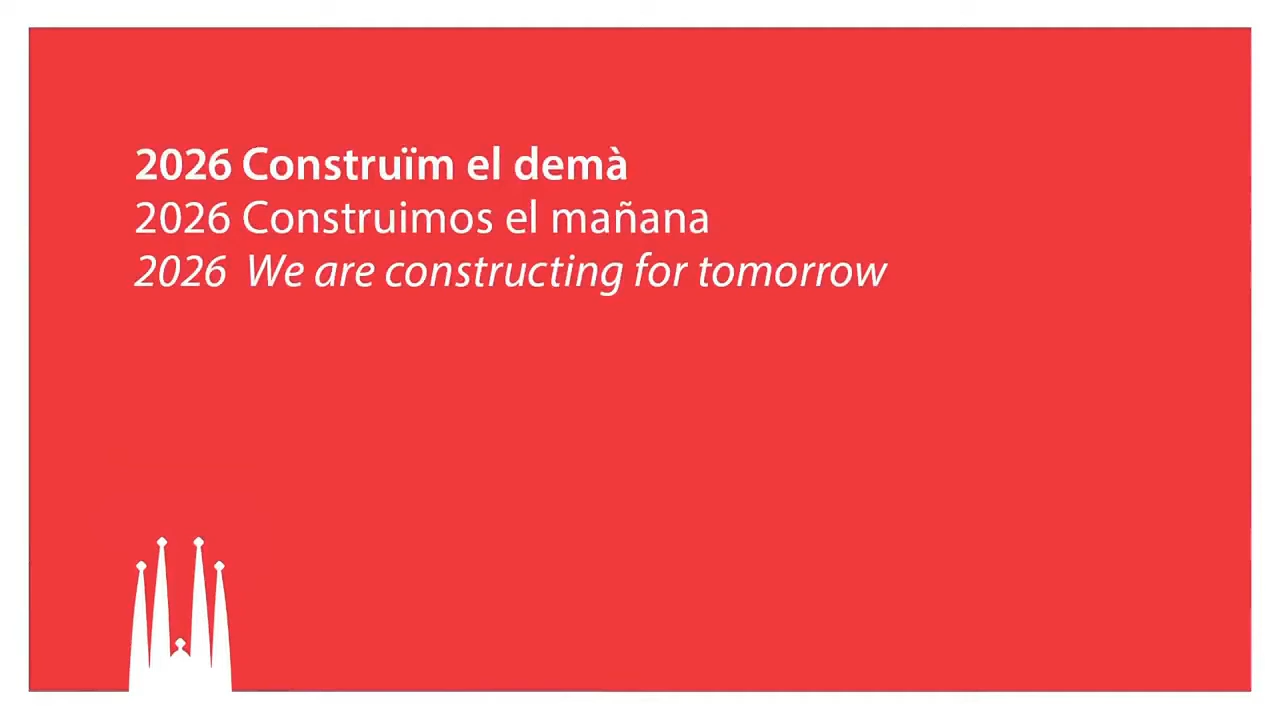 2026 Construïm el demà
2026 Construimos el mañana
2026 We are constructing for tomorrow